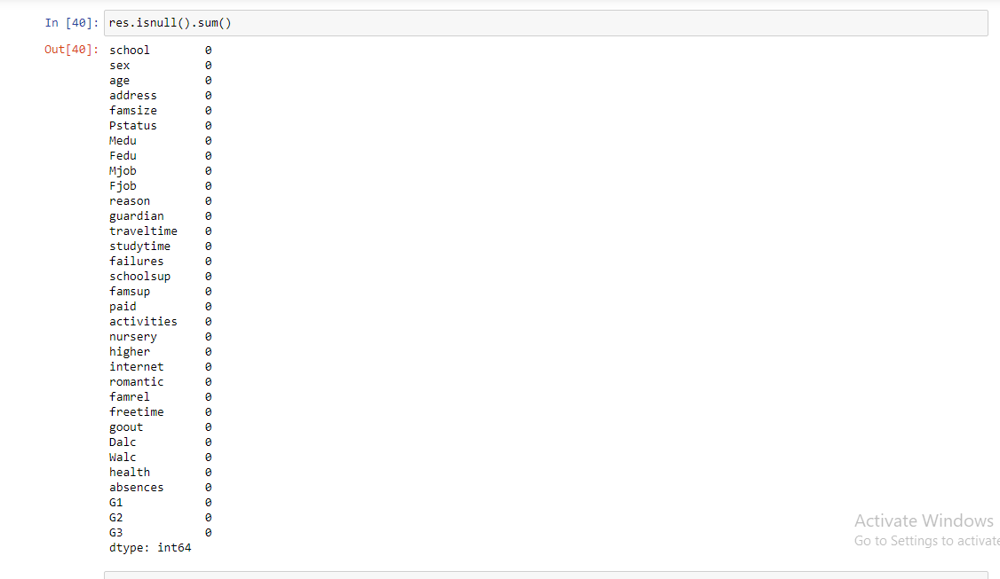 In [40]: res.isnull().sum()
Out[40]: school 0
sex 0
age 0
address 0
famsize 0
Pstatus 0
Medu 0
Fedu 0
Mjob 0
Fjob 0
reason 0
guardian 0
traveltime 0
studytime 0
failures 0
schoolsup 0
famsup 0
paid 0
activities 0
nursery 0
higher 0
internet 0
romantic 0
famrel 0
freetime 0
goout 0
Dalc 0
Walc 0
health 0
absences 0
G1 0
G2 0
G3 0
dtype: int64
Activate Windows
Go to Settings to activate